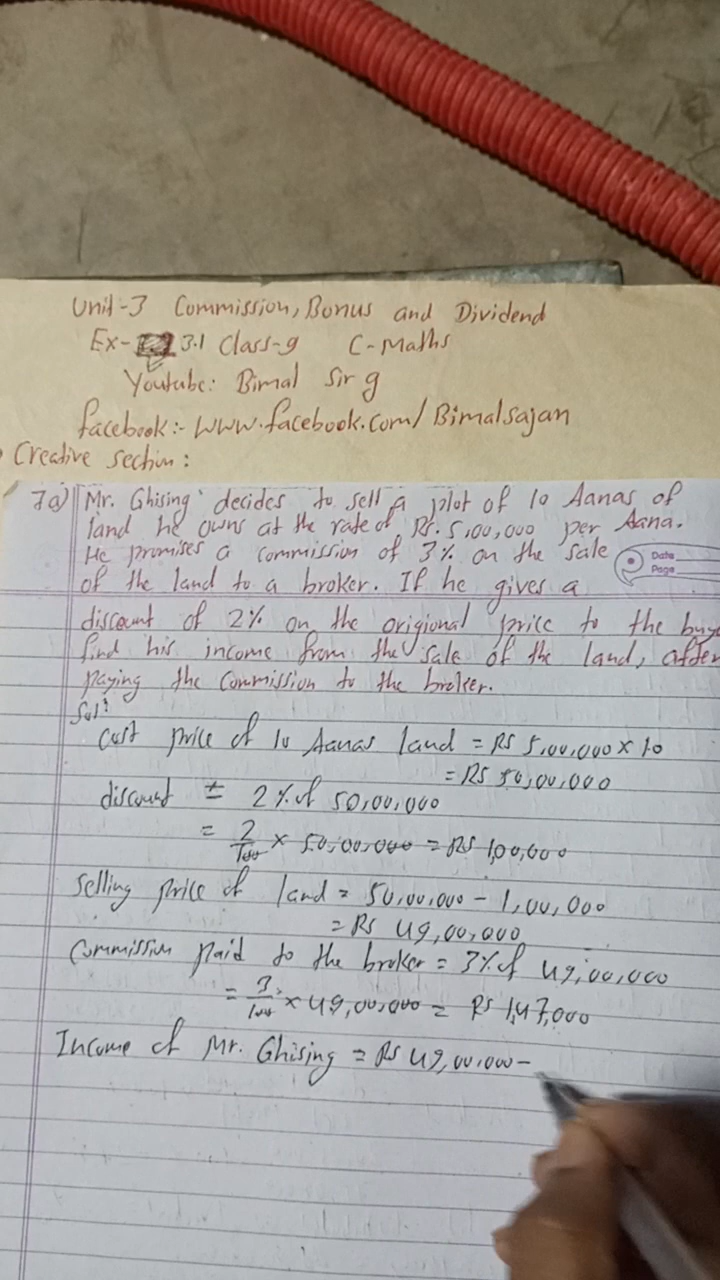 Unit-3 Commission, Bonus and Dividend
Ex- 3.1 Class-9 C-Maths
Youtube: Bimal Sir g
facebook:- www.facebook.com/Bimalsajan
Creative section:
7a) Mr. Ghising decides to sell a plot of 10 Aanas of
land he owns at the rate of Rs. 5,00,000 per Aana.
He promises a commission of 3% on the sale
Date
Page
of the land to a broker. If he gives a
discount of 2% on the origional price to the buye
find his income from the sale of the land, after
paying the commission to the broker.
Sol!
Cost price of 10 Aanas land = Rs 5,00,000 x 10
= Rs 50,00,000
discount = 2% of 50,00,000
= 2/100 x 50,00,000 = Rs 1,00,000
Selling price of land = 50,00,000 - 1,00,000
= Rs 49,00,000
Commission paid to the broker = 3% of 49,00,000
= 3/100 x 49,00,000 = Rs 1,47,000
Income of Mr. Ghising = Rs 49,00,000 -